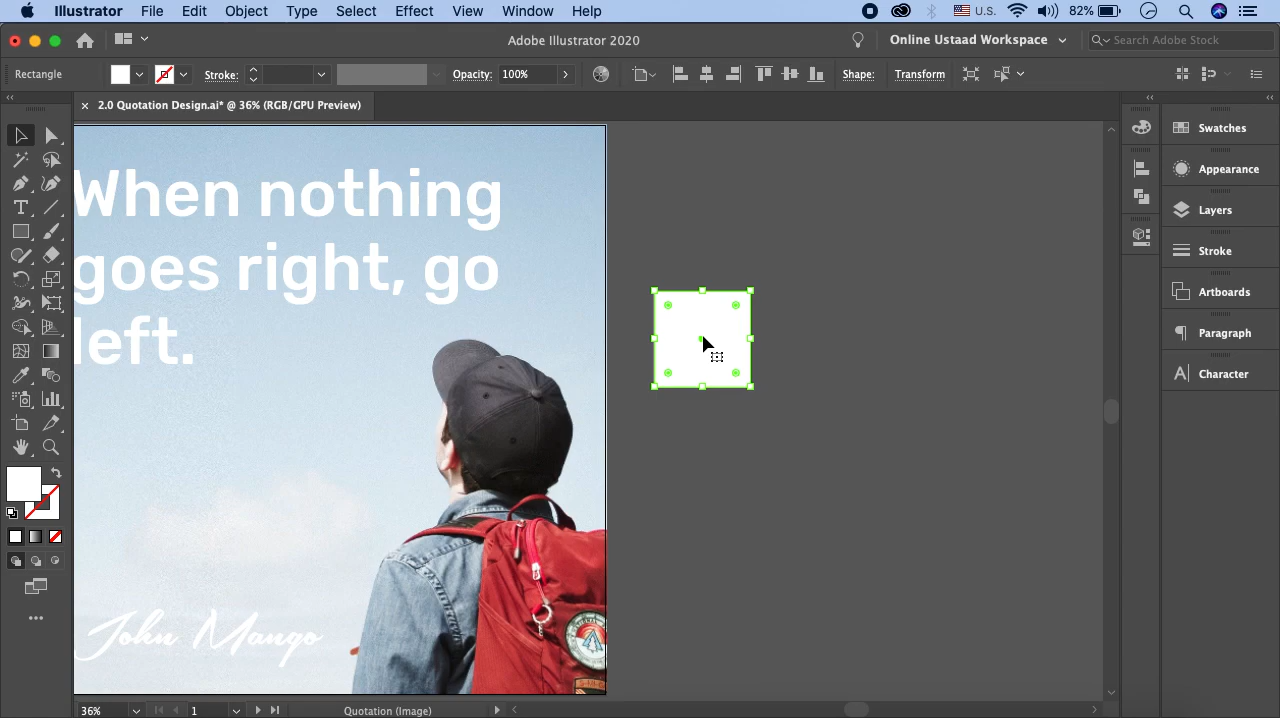 Illustrator File Edit Object Type Select Effect View Window Help U.S. 82%
Adobe Illustrator 2020 Online Ustaad Workspace Search Adobe Stock
Rectangle Stroke: Opacity: 100% Shape: Transform
2.0 Quotation Design.ai* @ 36% (RGB/GPU Preview)
When nothing
goes right, go
left.
John Mango
Swatches
Appearance
Layers
Stroke
Artboards
Paragraph
Character
36% 1 Quotation (Image)